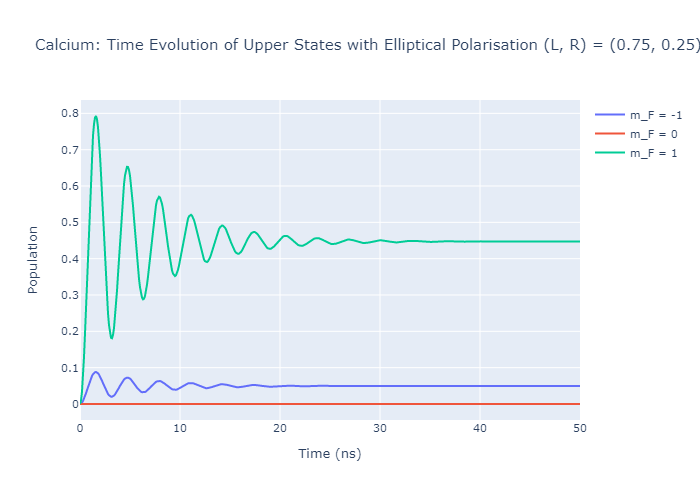 Calcium: Time Evolution of Upper States with Elliptical Polarisation (L, R) = (0.75, 0.25)
m_F = -1
m_F = 0
m_F = 1
0.8
0.7
0.6
0.5
0.4
0.3
0.2
0.1
0
Population
0 10 20 30 40 50
Time (ns)